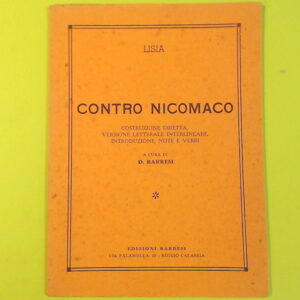 LISIA
CONTRO NICOMACO
COSTRUZIONE DIRETTA,
VERSIONE LETTERALE INTERLINEARE,
INTRODUZIONE, NOTE E VERBI
A CURA DI
D. BARRESI
EDIZIONI BARRESI
VIA PALAMOLLA, 19 - REGGIO CALABRIA